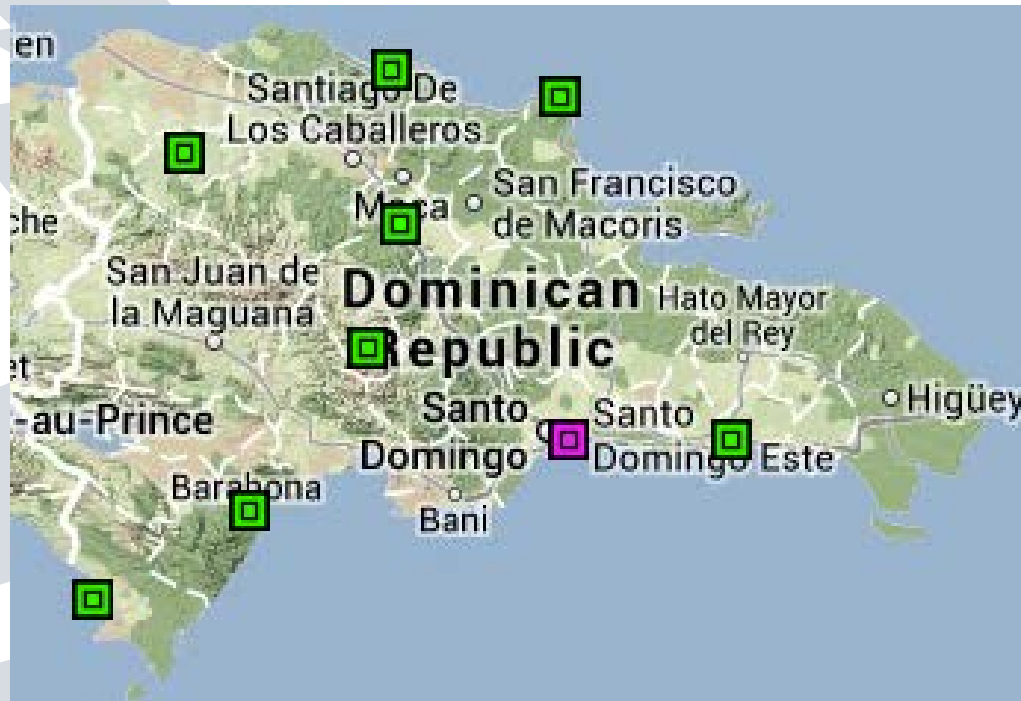 en
Santiago De
Los Caballeros
Moca
San Francisco
de Macoris
che
San Juan de
la Maguana
Dominican
Republic
Hato Mayor
del Rey
et
-au-Prince
Santo
Domingo
Santo
Domingo Este
Higüey
Barahona
Bani